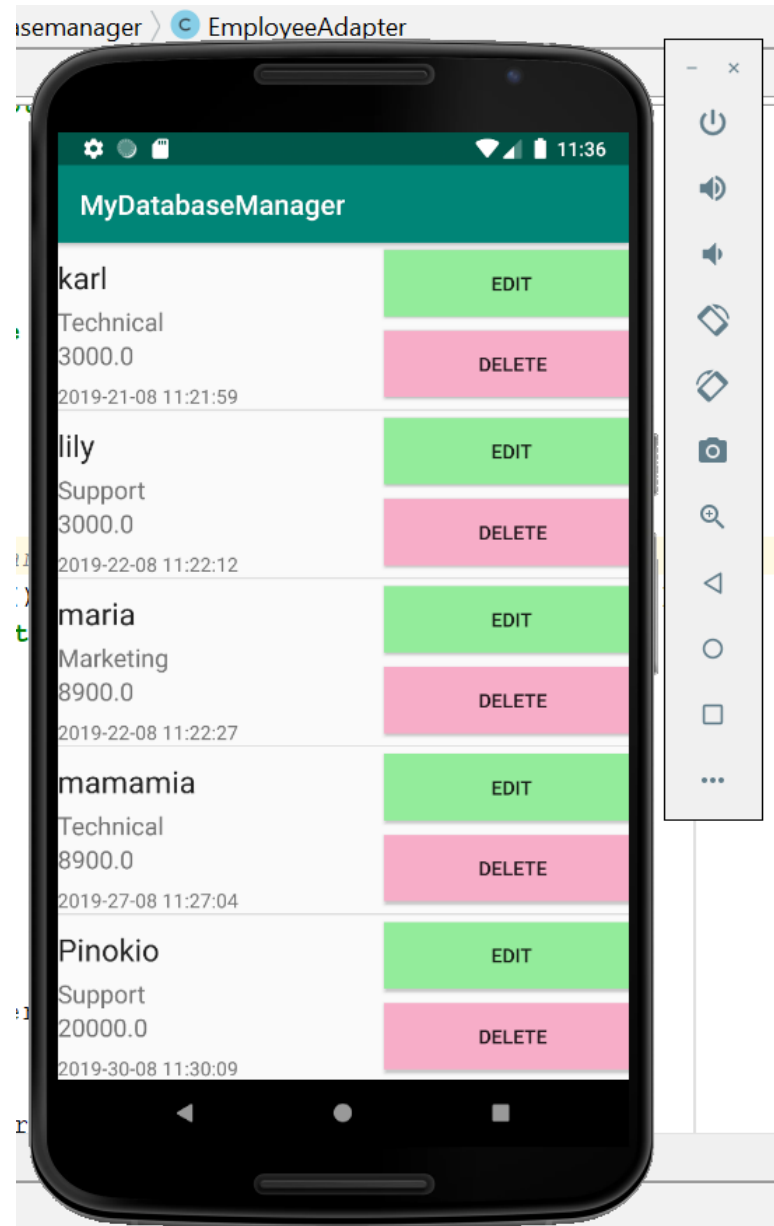 asemanager
C EmployeeAdapter
11:36
MyDatabaseManager
karl
EDIT
Technical
3000.0
DELETE
2019-21-08 11:21:59
lily
EDIT
Support
3000.0
DELETE
2019-22-08 11:22:12
maria
EDIT
Marketing
8900.0
DELETE
2019-22-08 11:22:27
mamamia
EDIT
Technical
8900.0
DELETE
2019-27-08 11:27:04
Pinokio
EDIT
Support
20000.0
DELETE
2019-30-08 11:30:09